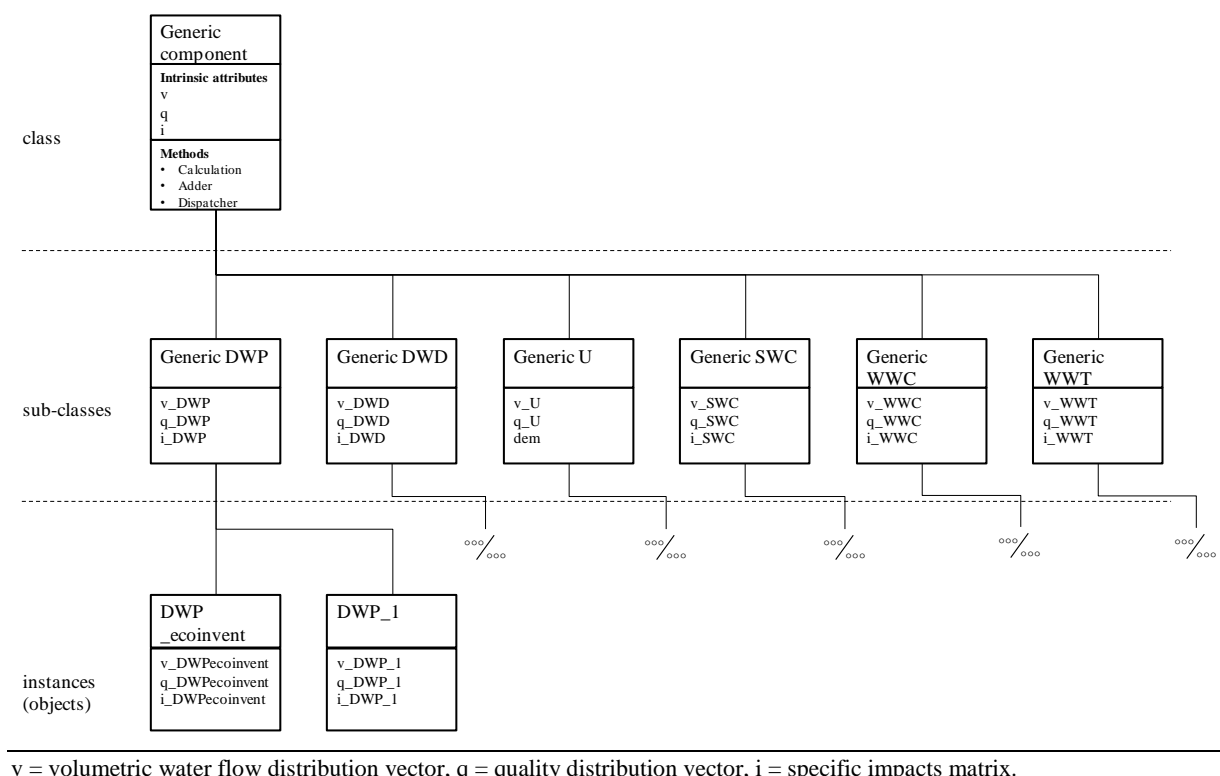 Generic
component
Intrinsic attributes
v
q
i
class
Methods
• Calculation
• Adder
• Dispatcher
Generic DWP
Generic DWD
Generic U
Generic SWC
Generic
WWC
Generic
WWT
sub-classes
v_DWP
q_DWP
i_DWP
v_DWD
q_DWD
i_DWD
v_U
q_U
dem
v_SWC
q_SWC
i_SWC
v_WWC
q_WWC
i_WWC
v_WWT
q_WWT
i_WWT
°°°/°°°
°°°/°°°
°°°/°°°
°°°/°°°
°°°/°°°
DWP
_ecoinvent
DWP_1
instances
(objects)
v_DWPecoinvent
q_DWPecoinvent
i_DWPecoinvent
v_DWP_1
q_DWP_1
i_DWP_1
v = volumetric water flow distribution vector, q = quality distribution vector, i = specific impacts matrix.